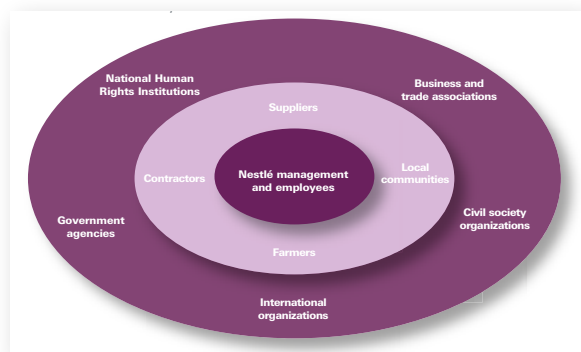 National Human
Rights Institutions
Business and
trade associations
Suppliers
Contractors
Nestlé management
and employees
Local
communities
Government
agencies
Civil society
organizations
Farmers
International
organizations